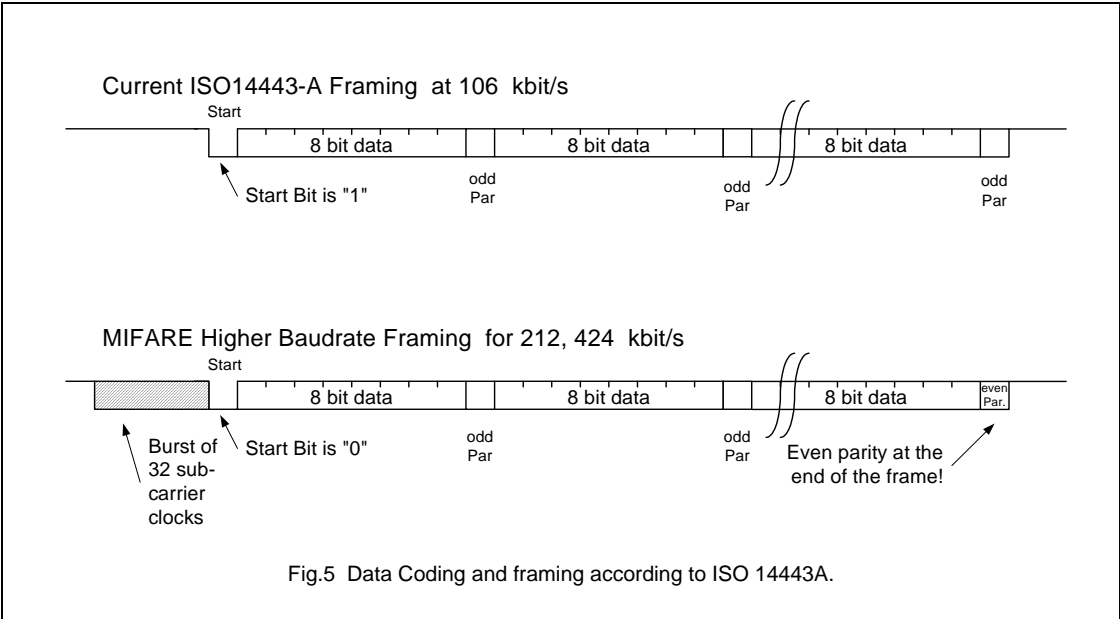 Current ISO14443-A Framing at 106 kbit/s
Start
8 bit data
8 bit data
8 bit data
Start Bit is "1"
odd
Par
odd
Par
odd
Par
MIFARE Higher Baudrate Framing for 212, 424 kbit/s
Start
8 bit data
8 bit data
8 bit data
even
Par.
Burst of
32 sub-
carrier
clocks
Start Bit is "0"
odd
Par
odd
Par
Even parity at the
end of the frame!
Fig.5 Data Coding and framing according to ISO 14443A.